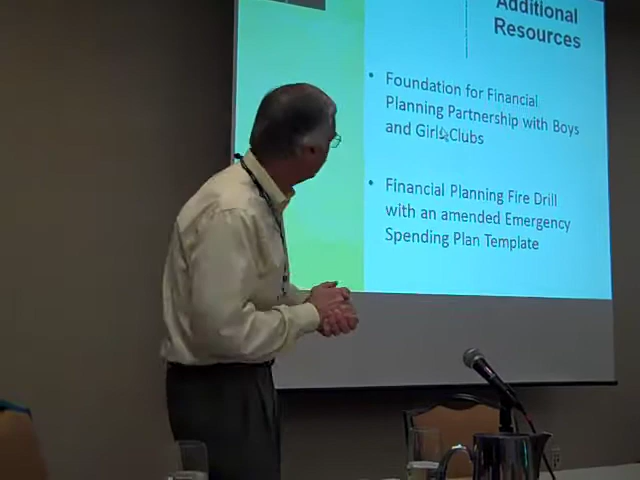 Additional
Resources
• Foundation for Financial
Planning Partnership with Boys
and Girls Clubs
• Financial Planning Fire Drill
with an amended Emergency
Spending Plan Template